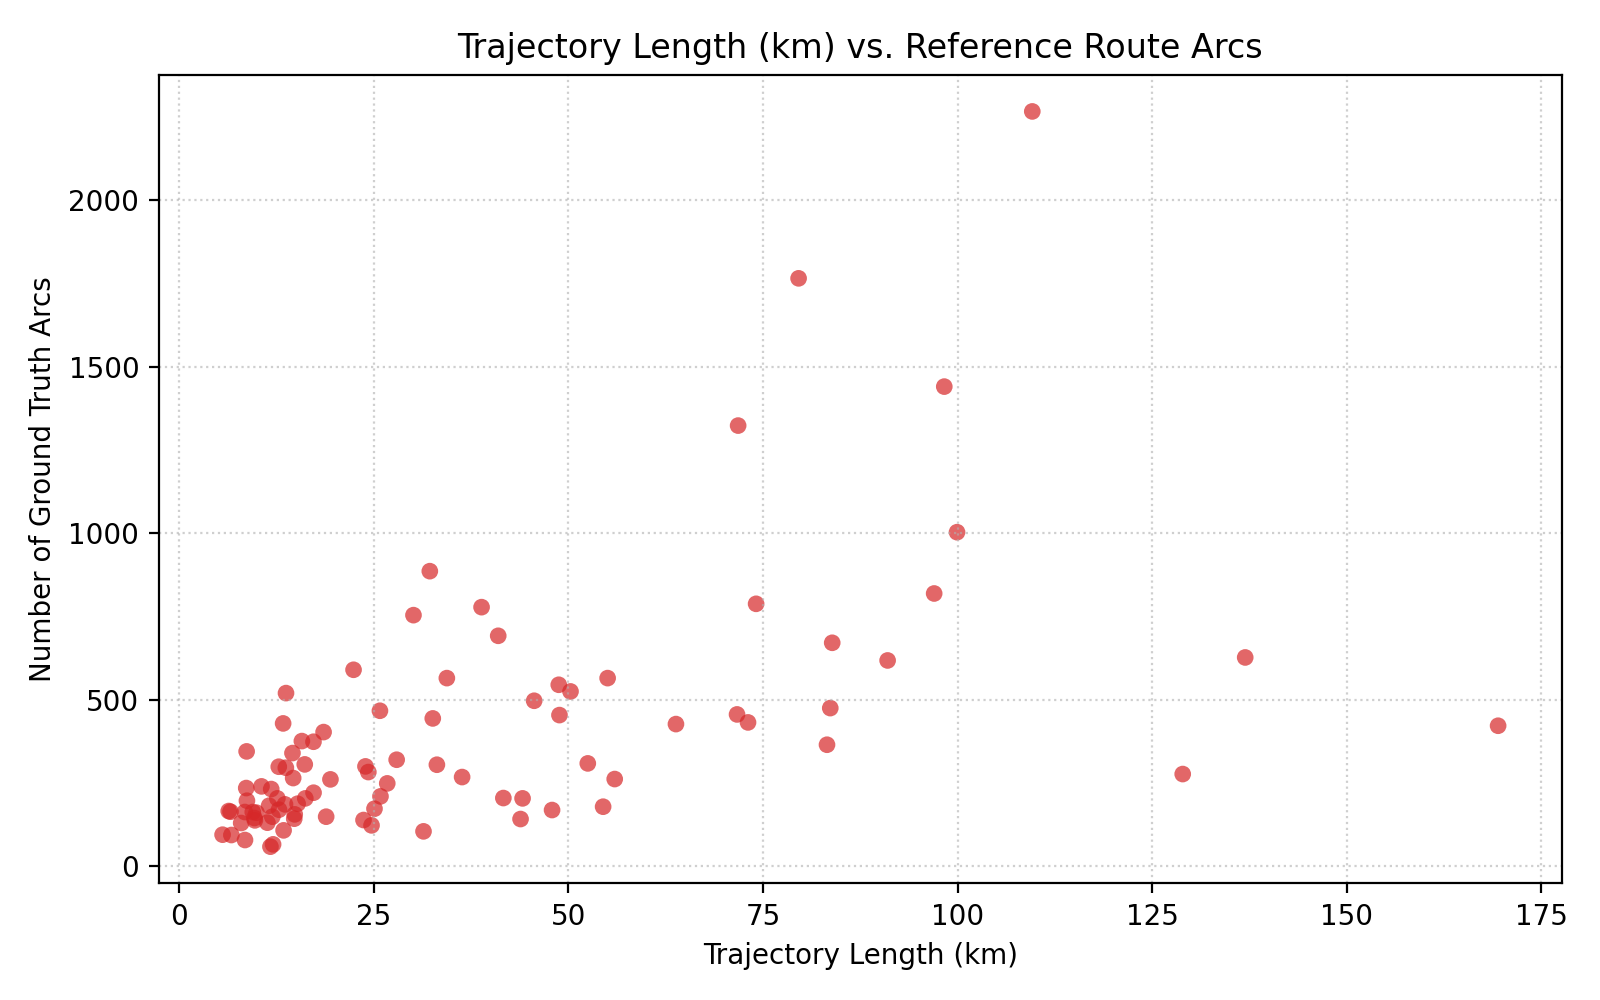 Trajectory Length (km) vs. Reference Route Arcs
Number of Ground Truth Arcs
2000
1500
1000
500
0
0 25 50 75 100 125 150 175
Trajectory Length (km)